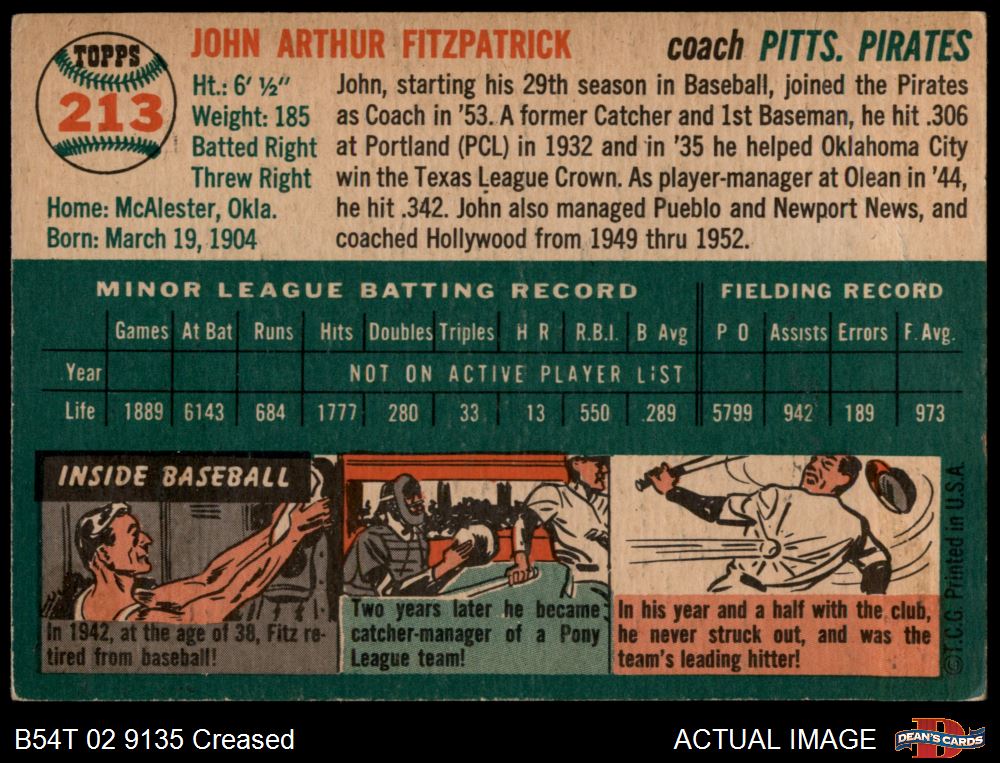 TOPPS
213
JOHN ARTHUR FITZPATRICK
coach PITTS. PIRATES
Ht.: 6' ½"
Weight: 185
Batted Right
Threw Right
Home: McAlester, Okla.
Born: March 19, 1904
John, starting his 29th season in Baseball, joined the Pirates
as Coach in '53. A former Catcher and 1st Baseman, he hit .306
at Portland (PCL) in 1932 and in '35 he helped Oklahoma City
win the Texas League Crown. As player-manager at Olean in '44,
he hit .342. John also managed Pueblo and Newport News, and
coached Hollywood from 1949 thru 1952.
MINOR LEAGUE BATTING RECORD FIELDING RECORD
Games At Bat Runs Hits Doubles Triples H R R.B.I. B Avg P O Assists Errors F. Avg.
Year NOT ON ACTIVE PLAYER LIST
Life 1889 6143 684 1777 280 33 13 550 .289 5799 942 189 973
INSIDE BASEBALL
In 1942, at the age of 38, Fitz re-
tired from baseball!
Two years later he became
catcher-manager of a Pony
League team!
In his year and a half with the club,
he never struck out, and was the
team's leading hitter!
©T.C.G. Printed in U.S.A.
B54T 02 9135 Creased
ACTUAL IMAGE
DEAN'S CARDS